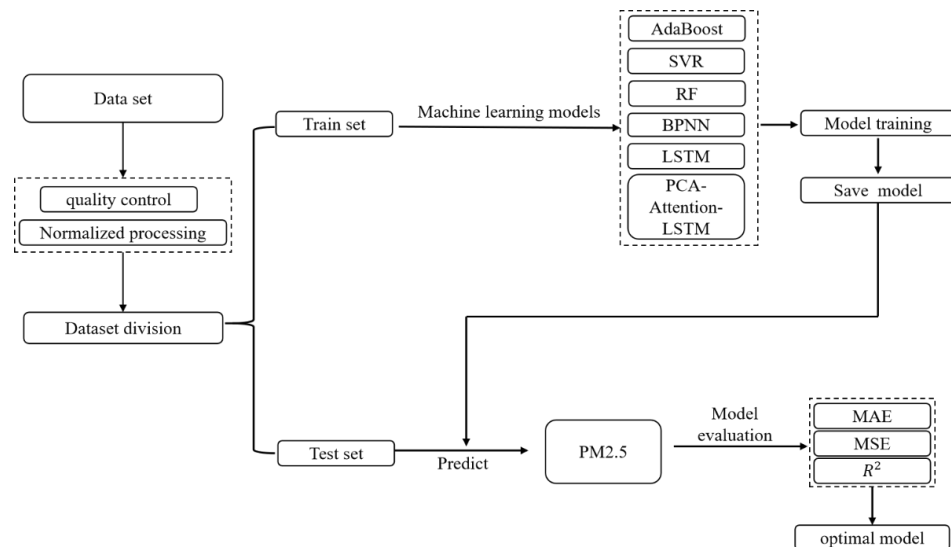 Data set
quality control
Normalized processing
Dataset division
Train set
Machine learning models
AdaBoost
SVR
RF
BPNN
LSTM
PCA-
Attention-
LSTM
Model training
Save model
Test set
Predict
PM2.5
Model
evaluation
MAE
MSE
R²
optimal model